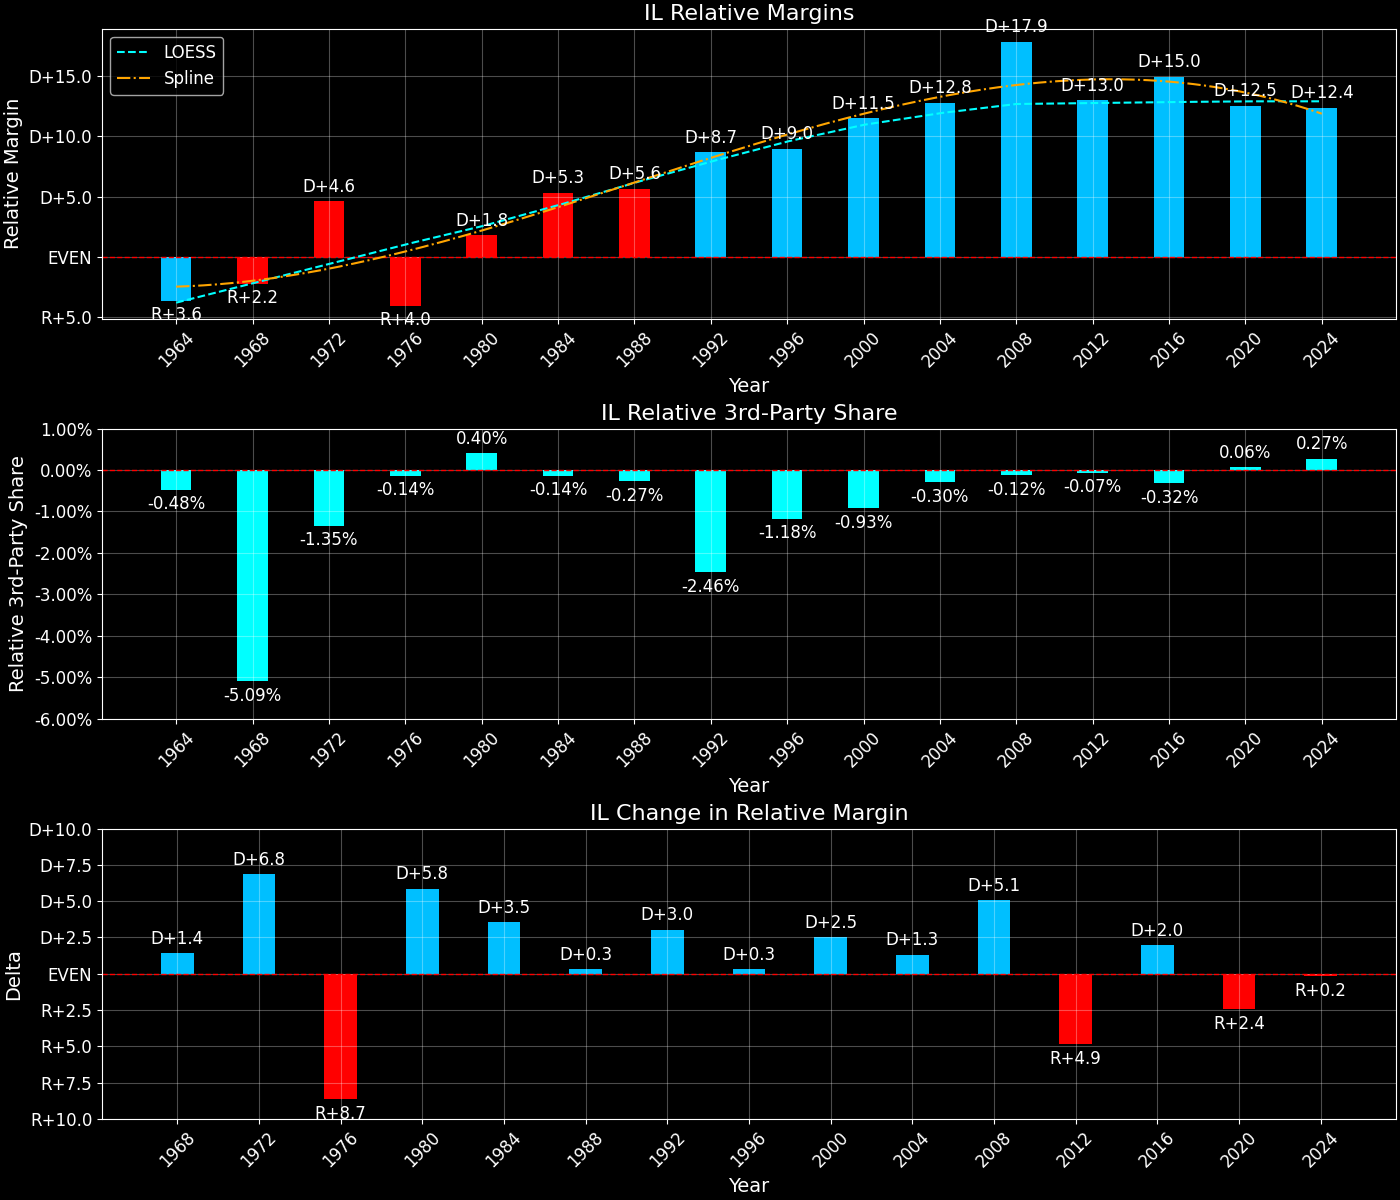 IL Relative Margins
LOESS
Spline
Relative Margin
D+15.0
D+10.0
D+5.0
EVEN
R+5.0
R+3.6
R+2.2
D+4.6
R+4.0
D+1.8
D+5.3
D+5.6
D+8.7
D+9.0
D+11.5
D+12.8
D+17.9
D+13.0
D+15.0
D+12.5
D+12.4
1964 1968 1972 1976 1980 1984 1988 1992 1996 2000 2004 2008 2012 2016 2020 2024
Year
IL Relative 3rd-Party Share
Relative 3rd-Party Share
1.00%
0.00%
-1.00%
-2.00%
-3.00%
-4.00%
-5.00%
-6.00%
-0.48%
-5.09%
-1.35%
-0.14%
0.40%
-0.14%
-0.27%
-2.46%
-1.18%
-0.93%
-0.30%
-0.12%
-0.07%
-0.32%
0.06%
0.27%
1964 1968 1972 1976 1980 1984 1988 1992 1996 2000 2004 2008 2012 2016 2020 2024
Year
IL Change in Relative Margin
Delta
D+10.0
D+7.5
D+5.0
D+2.5
EVEN
R+2.5
R+5.0
R+7.5
R+10.0
D+1.4
D+6.8
R+8.7
D+5.8
D+3.5
D+0.3
D+3.0
D+0.3
D+2.5
D+1.3
D+5.1
R+4.9
D+2.0
R+2.4
R+0.2
1968 1972 1976 1980 1984 1988 1992 1996 2000 2004 2008 2012 2016 2020 2024
Year